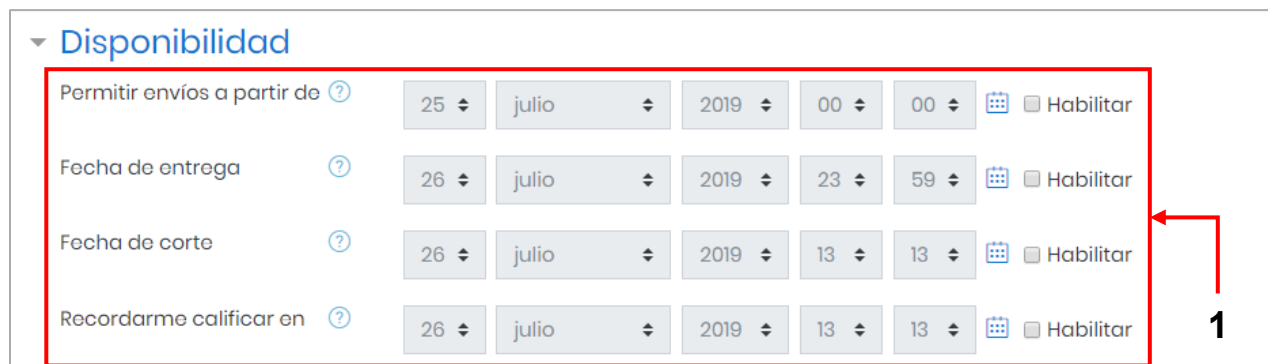 Disponibilidad
Permitir envíos a partir de ? 25 julio 2019 00 00 Habilitar
Fecha de entrega ? 26 julio 2019 23 59 Habilitar
Fecha de corte ? 26 julio 2019 13 13 Habilitar
Recordarme calificar en ? 26 julio 2019 13 13 Habilitar
1